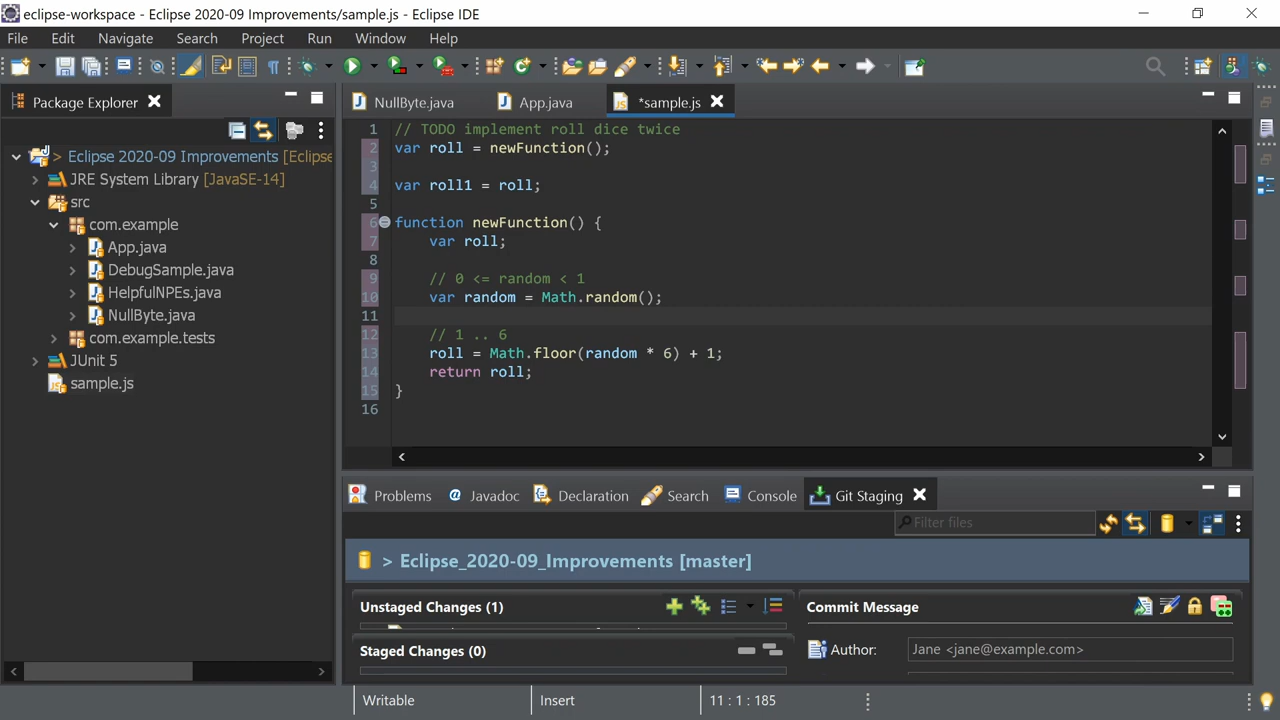 eclipse-workspace - Eclipse 2020-09 Improvements/sample.js - Eclipse IDE
File Edit Navigate Search Project Run Window Help
Package Explorer
> Eclipse 2020-09 Improvements [Eclipse
JRE System Library [JavaSE-14]
src
com.example
App.java
DebugSample.java
HelpfulNPEs.java
NullByte.java
com.example.tests
JUnit 5
sample.js
NullByte.java App.java *sample.js
1 // TODO implement roll dice twice
2 var roll = newFunction();
3
4 var roll1 = roll;
5
6 function newFunction() {
7 var roll;
8
9 // 0 <= random < 1
10 var random = Math.random();
11
12 // 1 .. 6
13 roll = Math.floor(random * 6) + 1;
14 return roll;
15 }
16
Problems @ Javadoc Declaration Search Console Git Staging
Filter files
> Eclipse_2020-09_Improvements [master]
Unstaged Changes (1)
Staged Changes (0)
Commit Message
Author: Jane <jane@example.com>
Writable Insert 11 : 1 : 185